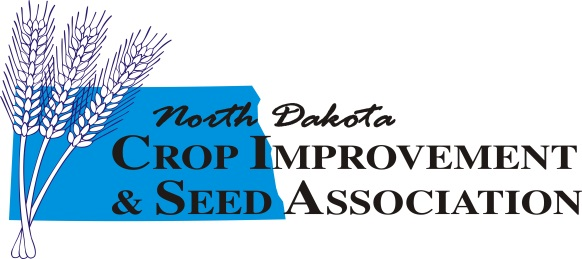 North Dakota
CROP IMPROVEMENT
& SEED ASSOCIATION